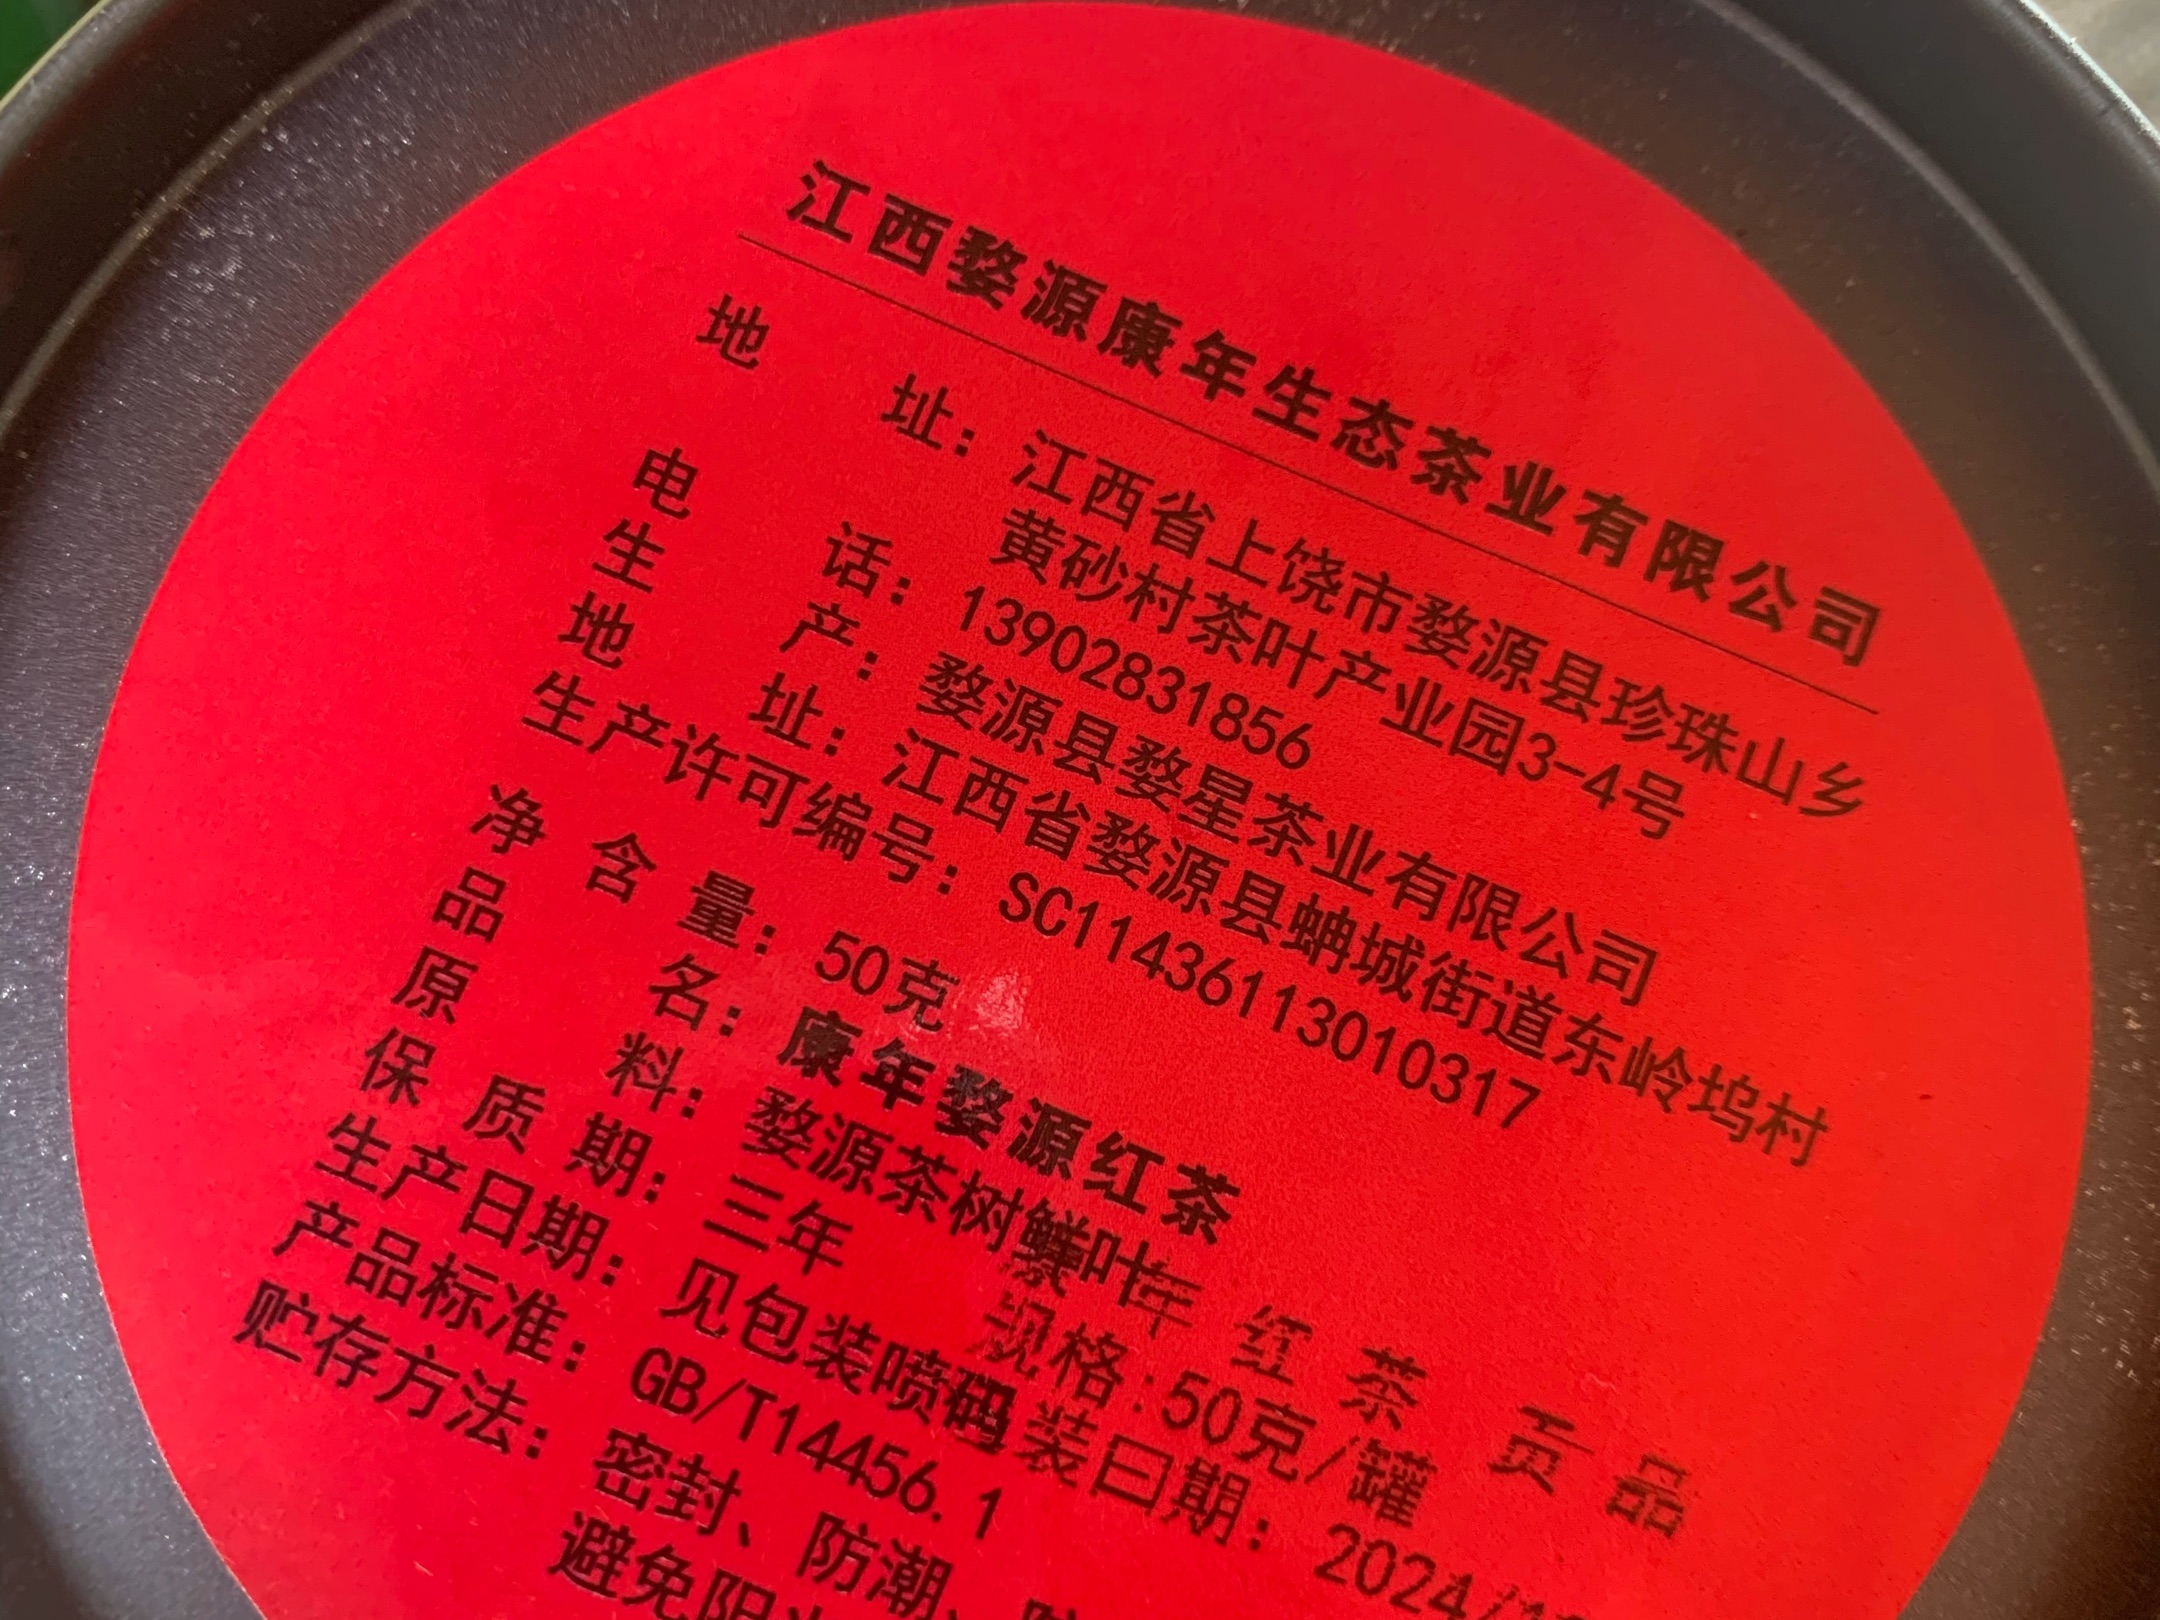 江西婺源康年生态茶业有限公司
地 址：江西省上饶市婺源县珍珠山乡
黄砂村茶叶产业园3-4号
电 话：13902831856
生 产：婺源县婺星茶业有限公司
地 址：江西省婺源县蚺城街道东岭坞村
生产许可编号：SC11436113010317
净 含 量：50克
品 名：康年婺源红茶
原 料：婺源茶树鲜叶
保 质 期：三年
生产日期：见包装喷码
产品标准：GB/T14456.1
贮存方法：密封、防潮、
避免阳
年 红 茶 贡 品
规格:50克/罐
装日期：2024/